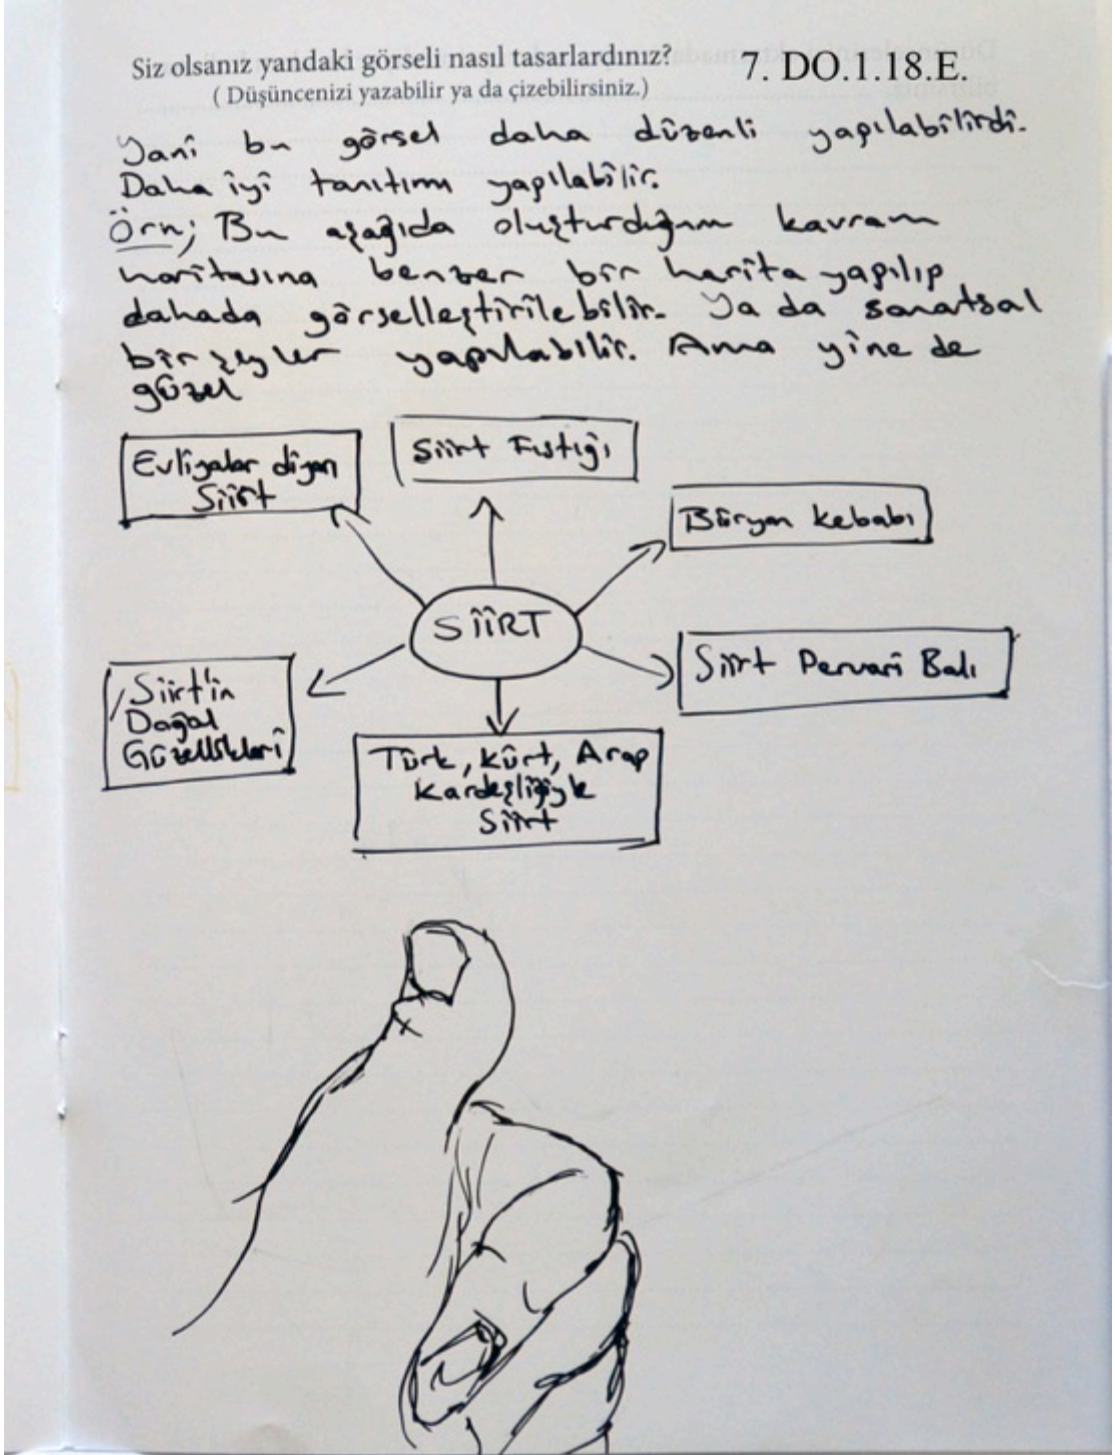 Siz olsanız yandaki görseli nasıl tasarlardınız?
7. DO.1.18.E.
( Düşüncenizi yazabilir ya da çizebilirsiniz.)
Yani bu görsel daha düzenli yapılabilirdi.
Daha iyi tanıtım yapılabilir.
Örn; Bu aşağıda oluşturduğum kavram
haritasına benzer bir harita yapılıp
dahada görselleştirilebilir. Ya da sanatsal
bir şeyler yapılabilir. Ama yine de
güzel
Evliyalar diyarı
Siirt
Siirt Fıstığı
Büryan kebabı
SİİRT
Siirt Pervari Balı
Siirt'in
Doğal
Güzellikleri
Türk, Kürt, Arap
Kardeşliğiyle
Siirt